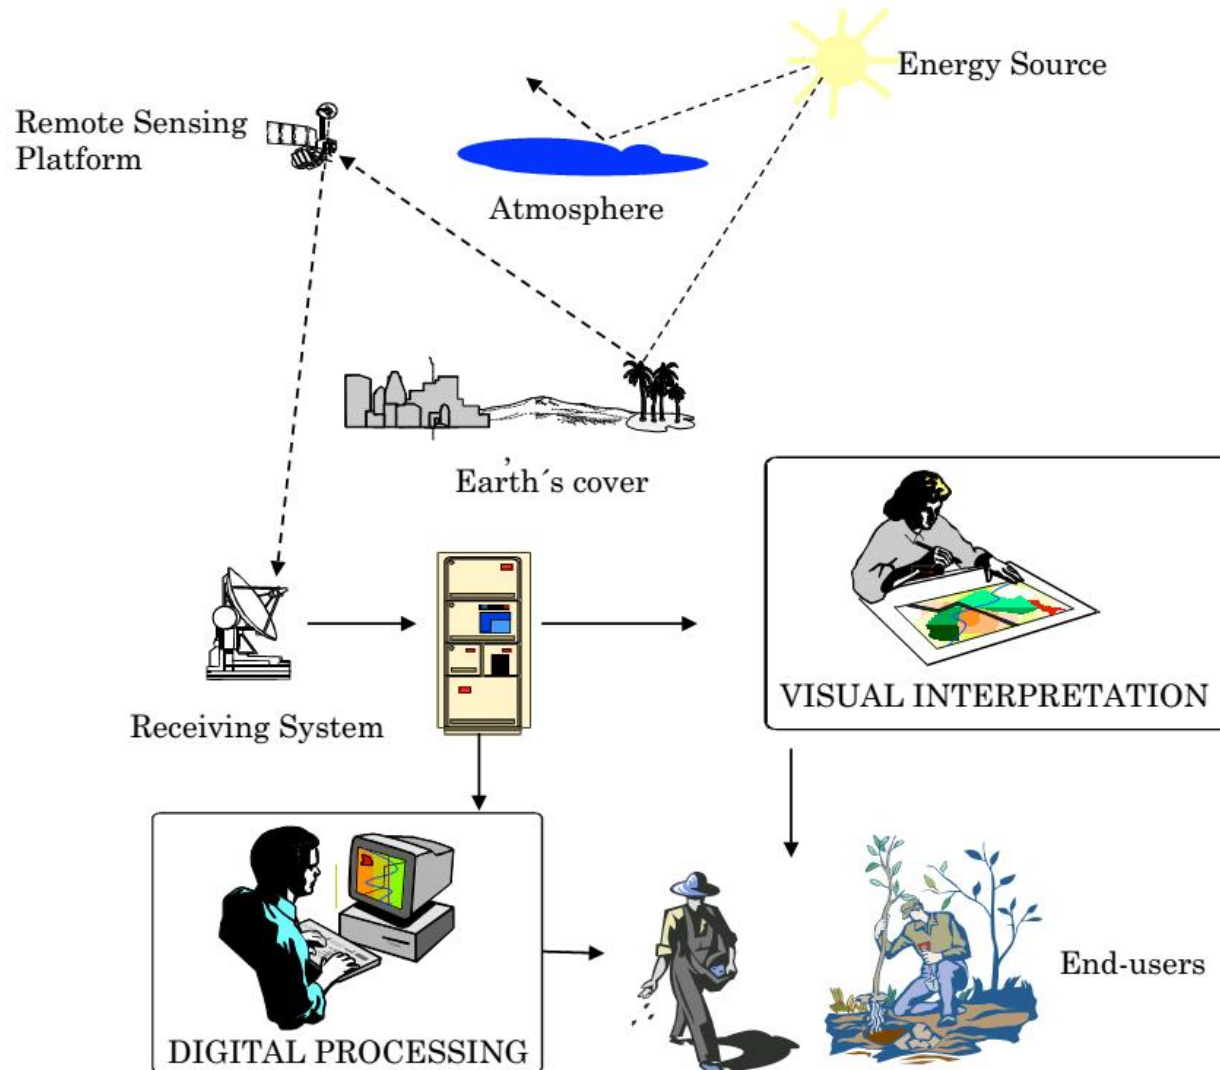 Energy Source
Remote Sensing
Platform
Atmosphere
Earth´s cover
VISUAL INTERPRETATION
Receiving System
End-users
DIGITAL PROCESSING